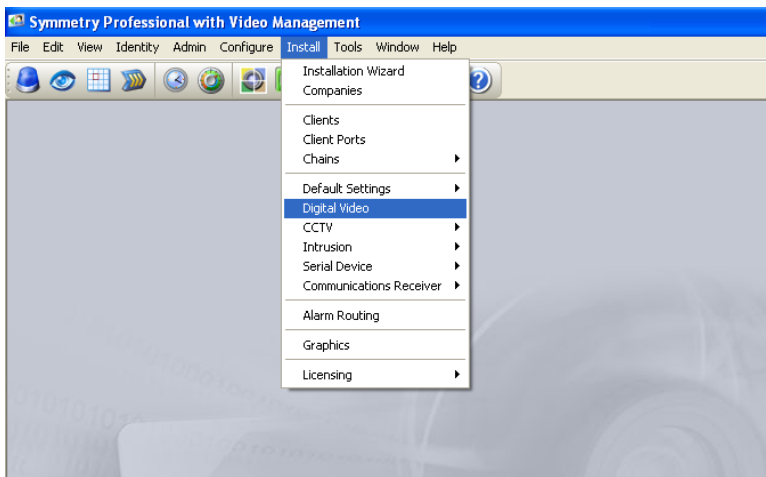 Symmetry Professional with Video Management
File Edit View Identity Admin Configure Install Tools Window Help
Installation Wizard
Companies
Clients
Client Ports
Chains
Default Settings
Digital Video
CCTV
Intrusion
Serial Device
Communications Receiver
Alarm Routing
Graphics
Licensing